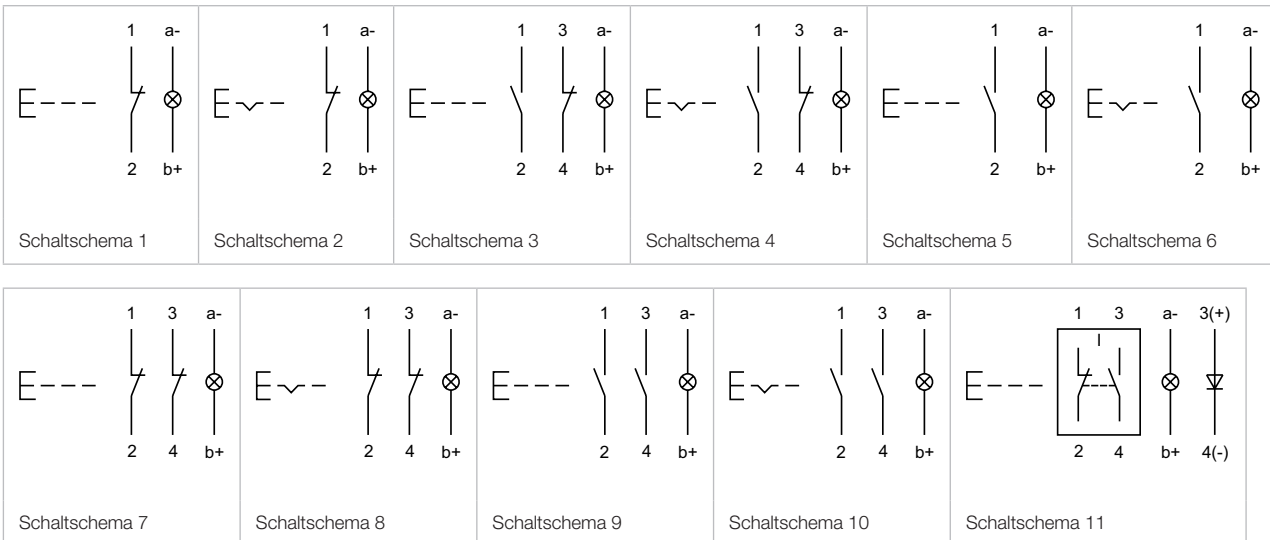 1 a- 1 a- 1 3 a- 1 3 a- 1 a- 1 a-
2 b+ 2 b+ 2 4 b+ 2 4 b+ 2 b+ 2 b+
Schaltschema 1 Schaltschema 2 Schaltschema 3 Schaltschema 4 Schaltschema 5 Schaltschema 6
1 3 a- 1 3 a- 1 3 a- 1 3 a- 1 3 a- 3(+)
2 4 b+ 2 4 b+ 2 4 b+ 2 4 b+ 2 4 b+ 4(-)
Schaltschema 7 Schaltschema 8 Schaltschema 9 Schaltschema 10 Schaltschema 11